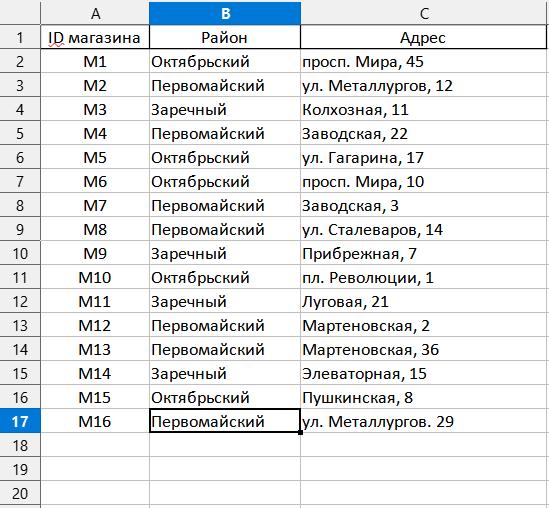 A B C
1 ID магазина Район Адрес
2 M1 Октябрьский просп. Мира, 45
3 M2 Первомайский ул. Металлургов, 12
4 M3 Заречный Колхозная, 11
5 M4 Первомайский Заводская, 22
6 M5 Октябрьский ул. Гагарина, 17
7 M6 Октябрьский просп. Мира, 10
8 M7 Первомайский Заводская, 3
9 M8 Первомайский ул. Сталеваров, 14
10 M9 Заречный Прибрежная, 7
11 M10 Октябрьский пл. Революции, 1
12 M11 Заречный Луговая, 21
13 M12 Первомайский Мартеновская, 2
14 M13 Первомайский Мартеновская, 36
15 M14 Заречный Элеваторная, 15
16 M15 Октябрьский Пушкинская, 8
17 M16 Первомайский ул. Металлургов. 29
18
19
20